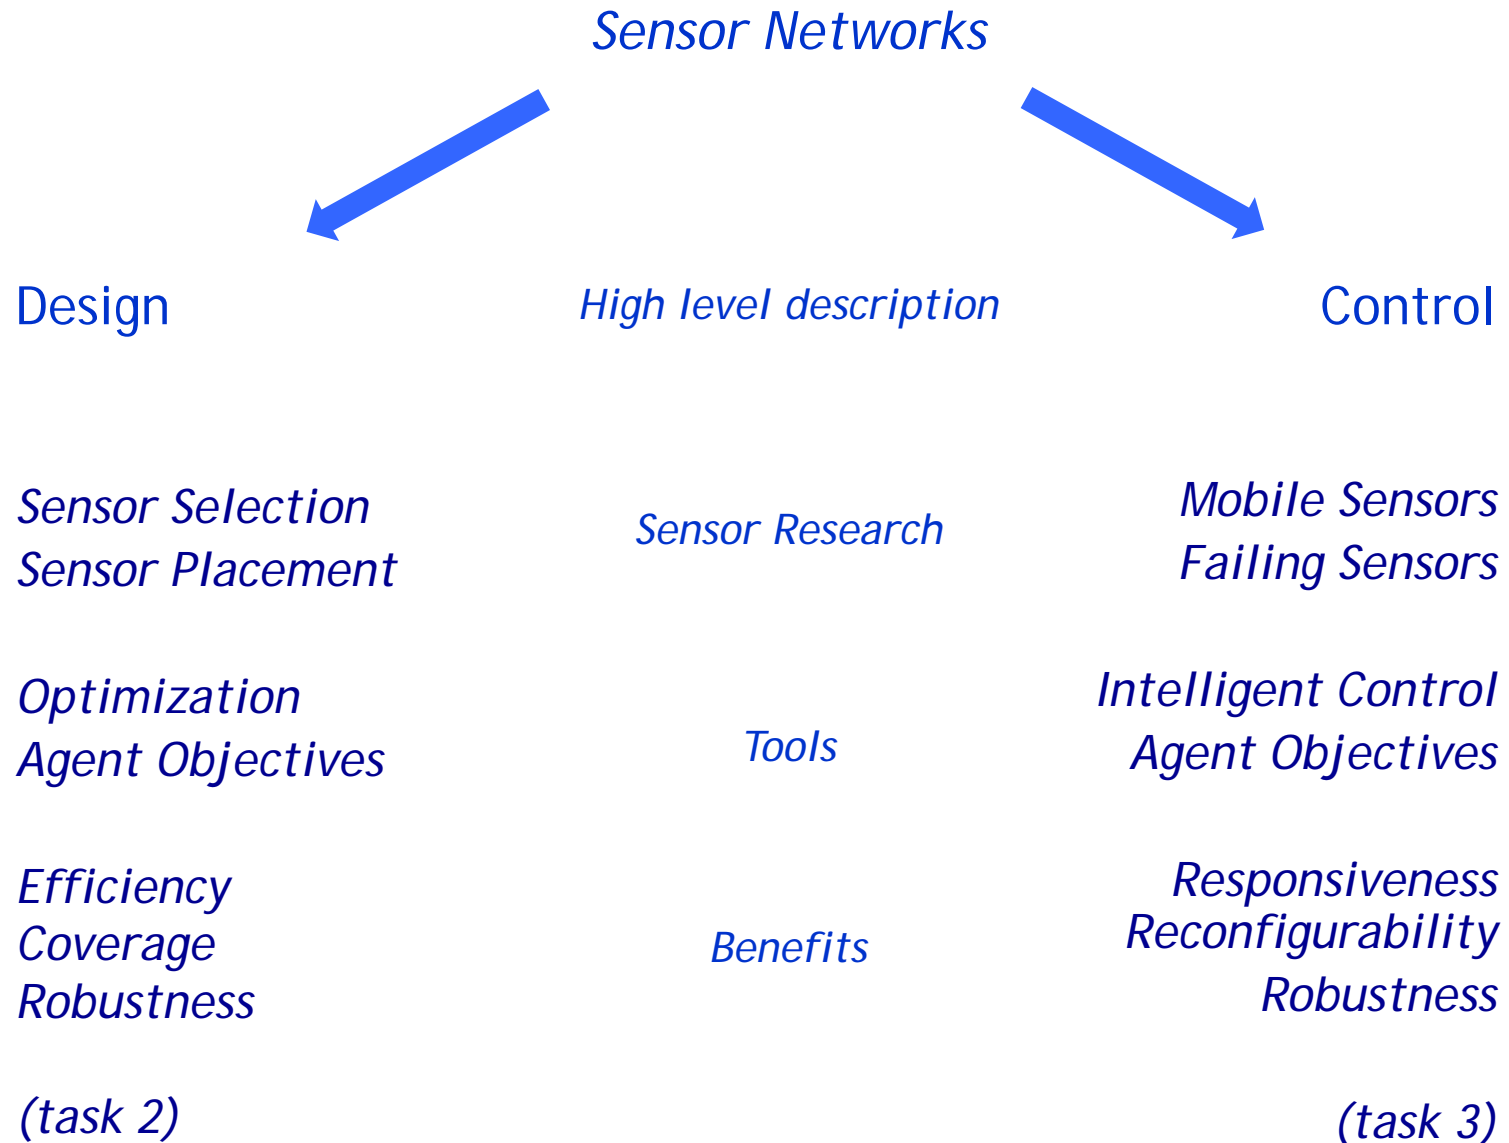 Sensor Networks
Design
High level description
Control
Sensor Selection
Sensor Placement
Sensor Research
Mobile Sensors
Failing Sensors
Optimization
Agent Objectives
Tools
Intelligent Control
Agent Objectives
Efficiency
Coverage
Robustness
Benefits
Responsiveness
Reconfigurability
Robustness
(task 2)
(task 3)